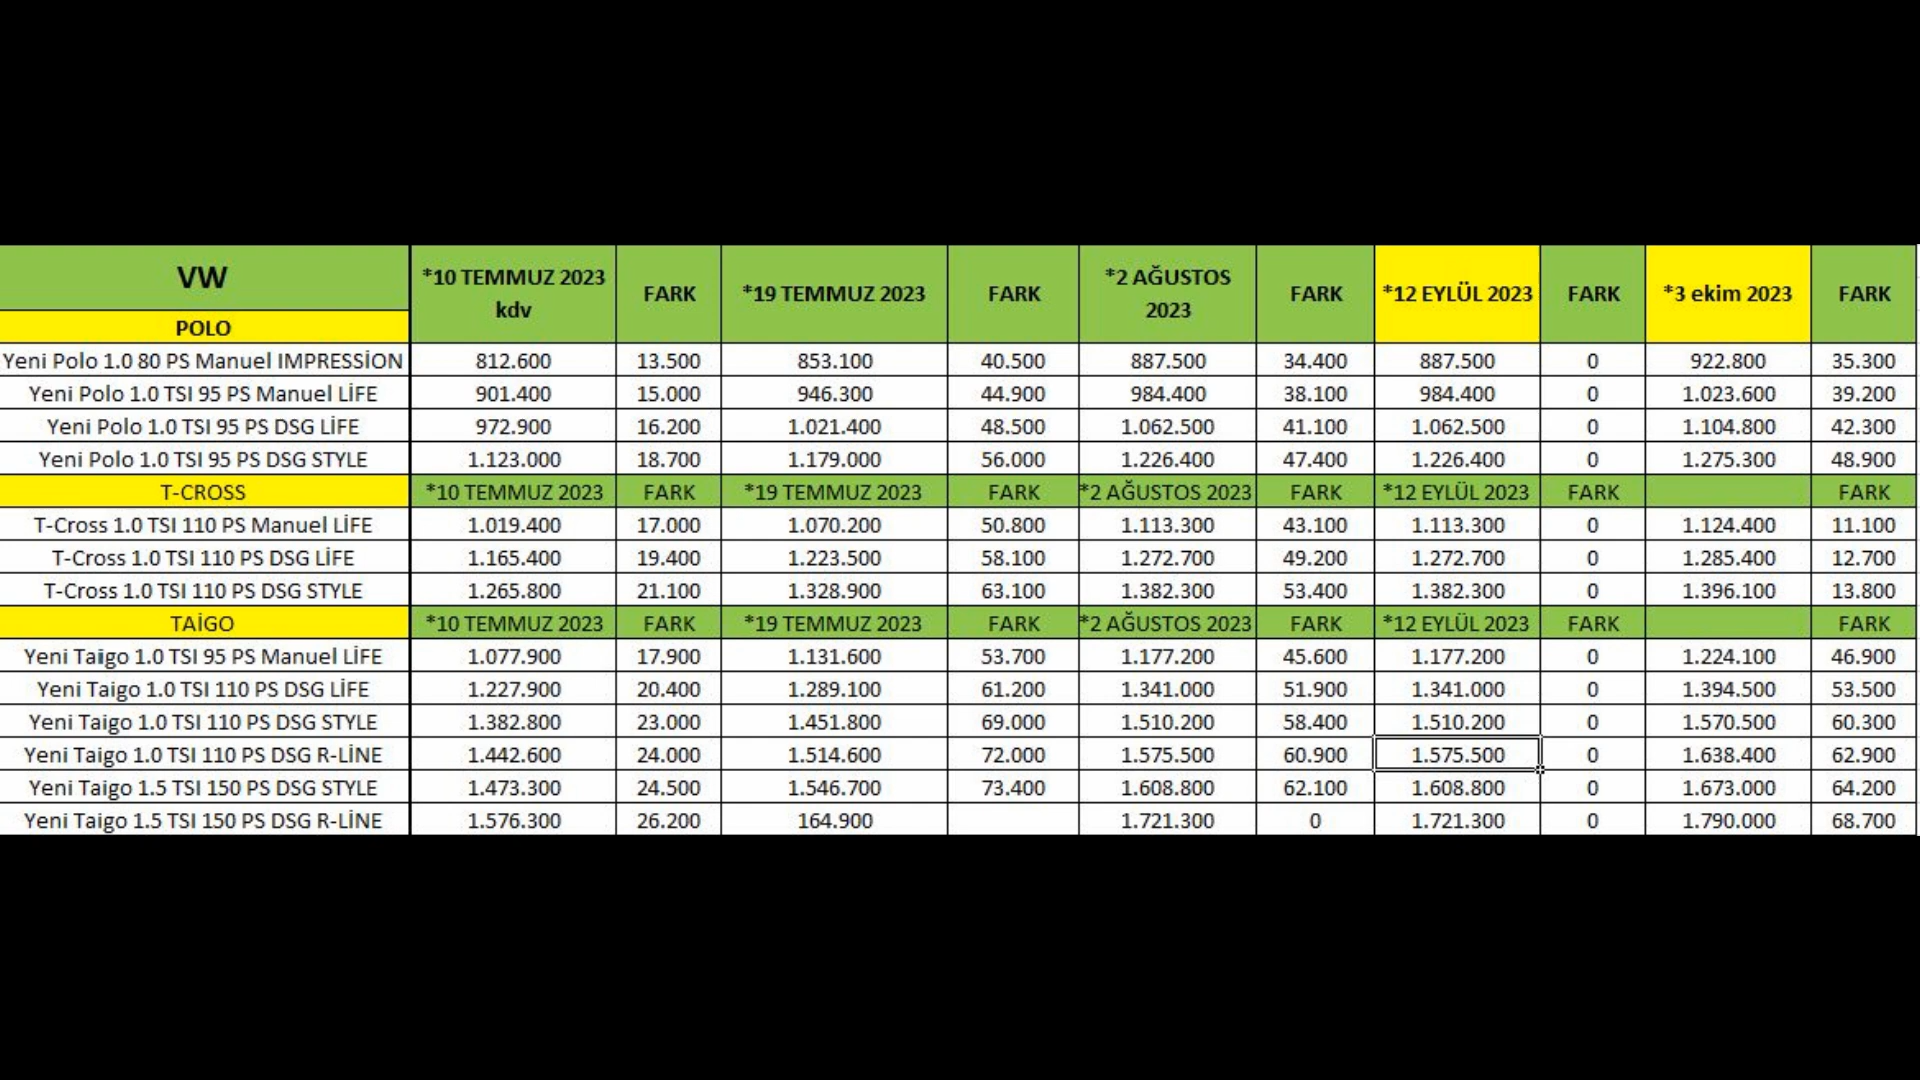 VW *10 TEMMUZ 2023 kdv FARK *19 TEMMUZ 2023 FARK *2 AĞUSTOS 2023 FARK *12 EYLÜL 2023 FARK *3 ekim 2023 FARK
POLO
Yeni Polo 1.0 80 PS Manuel IMPRESSİON 812.600 13.500 853.100 40.500 887.500 34.400 887.500 0 922.800 35.300
Yeni Polo 1.0 TSI 95 PS Manuel LİFE 901.400 15.000 946.300 44.900 984.400 38.100 984.400 0 1.023.600 39.200
Yeni Polo 1.0 TSI 95 PS DSG LİFE 972.900 16.200 1.021.400 48.500 1.062.500 41.100 1.062.500 0 1.104.800 42.300
Yeni Polo 1.0 TSI 95 PS DSG STYLE 1.123.000 18.700 1.179.000 56.000 1.226.400 47.400 1.226.400 0 1.275.300 48.900
T-CROSS *10 TEMMUZ 2023 FARK *19 TEMMUZ 2023 FARK *2 AĞUSTOS 2023 FARK *12 EYLÜL 2023 FARK FARK
T-Cross 1.0 TSI 110 PS Manuel LİFE 1.019.400 17.000 1.070.200 50.800 1.113.300 43.100 1.113.300 0 1.124.400 11.100
T-Cross 1.0 TSI 110 PS DSG LİFE 1.165.400 19.400 1.223.500 58.100 1.272.700 49.200 1.272.700 0 1.285.400 12.700
T-Cross 1.0 TSI 110 PS DSG STYLE 1.265.800 21.100 1.328.900 63.100 1.382.300 53.400 1.382.300 0 1.396.100 13.800
TAİGO *10 TEMMUZ 2023 FARK *19 TEMMUZ 2023 FARK *2 AĞUSTOS 2023 FARK *12 EYLÜL 2023 FARK FARK
Yeni Taigo 1.0 TSI 95 PS Manuel LİFE 1.077.900 17.900 1.131.600 53.700 1.177.200 45.600 1.177.200 0 1.224.100 46.900
Yeni Taigo 1.0 TSI 110 PS DSG LİFE 1.227.900 20.400 1.289.100 61.200 1.341.000 51.900 1.341.000 0 1.394.500 53.500
Yeni Taigo 1.0 TSI 110 PS DSG STYLE 1.382.800 23.000 1.451.800 69.000 1.510.200 58.400 1.510.200 0 1.570.500 60.300
Yeni Taigo 1.0 TSI 110 PS DSG R-LİNE 1.442.600 24.000 1.514.600 72.000 1.575.500 60.900 1.575.500 0 1.638.400 62.900
Yeni Taigo 1.5 TSI 150 PS DSG STYLE 1.473.300 24.500 1.546.700 73.400 1.608.800 62.100 1.608.800 0 1.673.000 64.200
Yeni Taigo 1.5 TSI 150 PS DSG R-LİNE 1.576.300 26.200 164.900 1.721.300 0 1.721.300 0 1.790.000 68.700